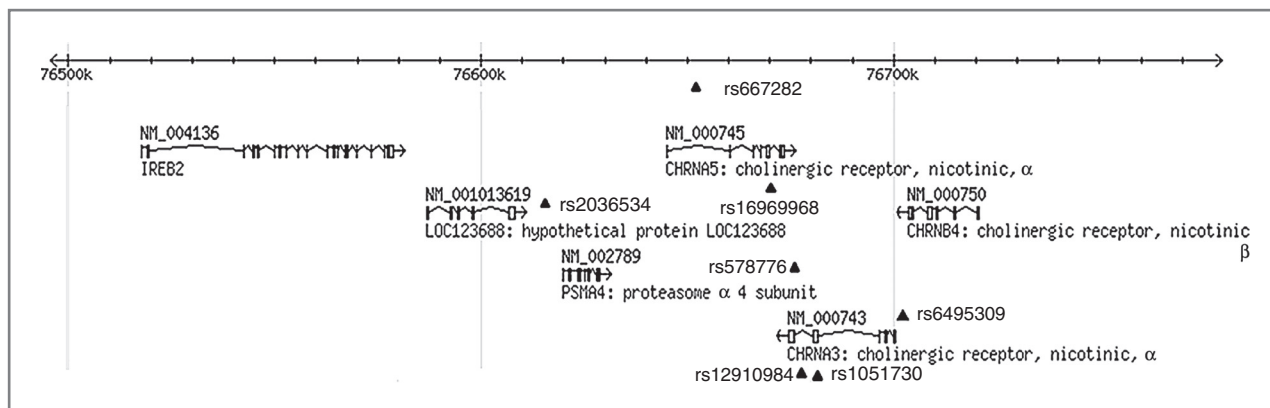 76500k 76600k 76700k
rs667282
NM_004136 NM_000745
IREB2 CHRNA5: cholinergic receptor, nicotinic, α
NM_001013619 rs2036534 rs16969968 NM_000750
LOC123688: hypothetical protein LOC123688 CHRNB4: cholinergic receptor, nicotinic
β
NM_002789 rs578776
PSMA4: proteasome α 4 subunit
NM_000743 rs6495309
CHRNA3: cholinergic receptor, nicotinic, α
rs12910984 rs1051730